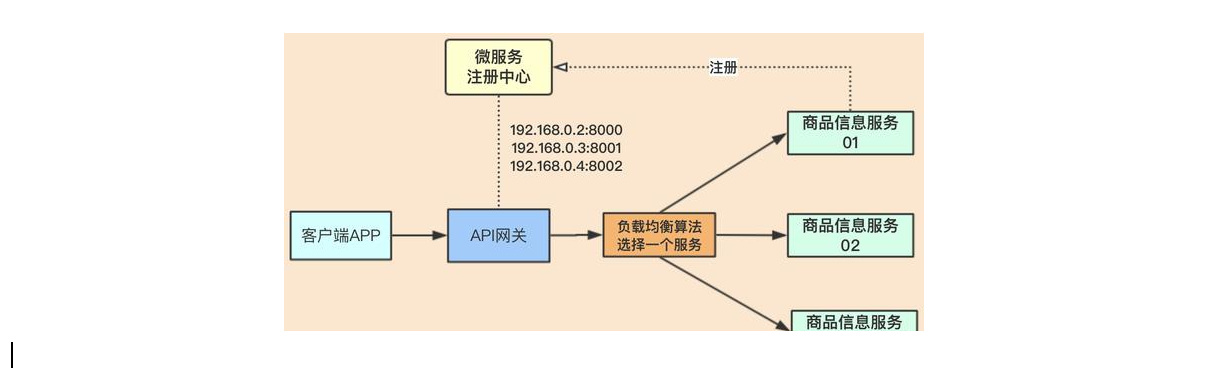 微服务
注册中心
注册
商品信息服务
01
192.168.0.2:8000
192.168.0.3:8001
192.168.0.4:8002
客户端APP
API网关
负载均衡算法
选择一个服务
商品信息服务
02
商品信息服务